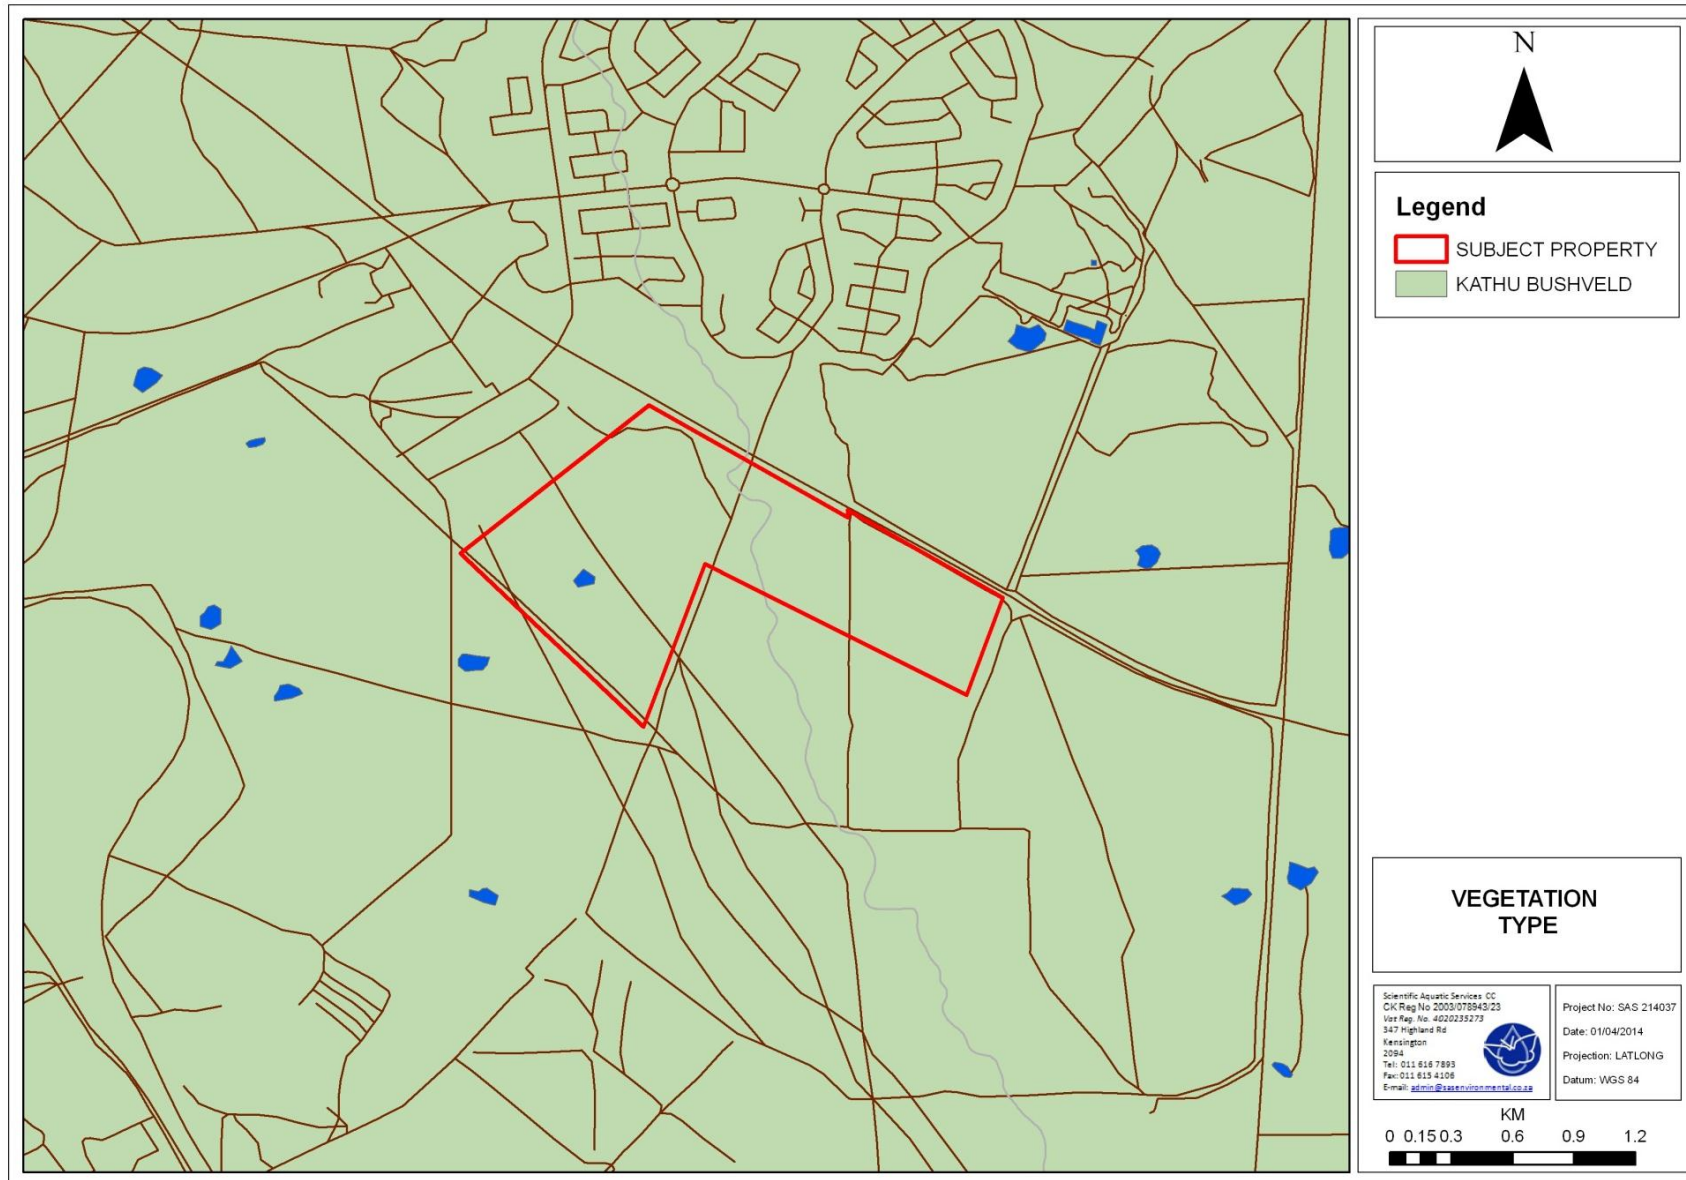 N
Legend
SUBJECT PROPERTY
KATHU BUSHVELD
VEGETATION
TYPE
Scientific Aquatic Services CC
CK Reg No 2003/078943/23
Vat Reg. No. 4020235273
347 Highland Rd
Kensington
2094
Tel: 011 616 7893
Fax: 011 615 4106
E-mail: admin@sasenvironmental.co.za
Project No: SAS 214037
Date: 01/04/2014
Projection: LATLONG
Datum: WGS 84
KM
0 0.15 0.3 0.6 0.9 1.2